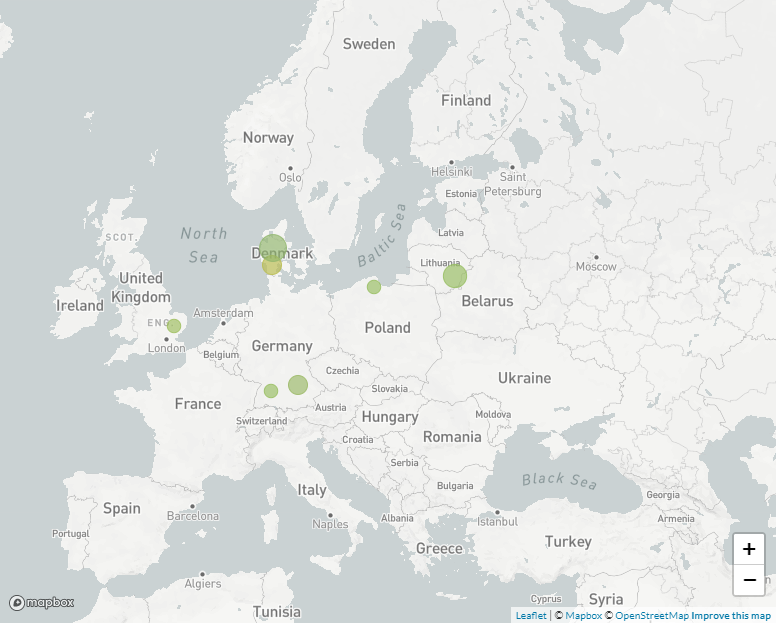 Sweden
Finland
Norway
Oslo
Helsinki
Saint
Petersburg
Estonia
North
Sea
SCOT.
Baltic Sea
Latvia
Denmark
Lithuania
Moscow
United
Kingdom
Ireland
Belarus
Amsterdam
ENG
Poland
London
Belgium
Germany
Czechia
Ukraine
Slovakia
France
Austria
Switzerland
Hungary
Moldova
Croatia
Romania
Serbia
Black Sea
Italy
Bulgaria
Georgia
Spain
Barcelona
Naples
Albania
Istanbul
Armenia
Portugal
Greece
Turkey
Algiers
Cyprus
Syria
Tunisia
+
−
mapbox
Leaflet | © Mapbox © OpenStreetMap Improve this map